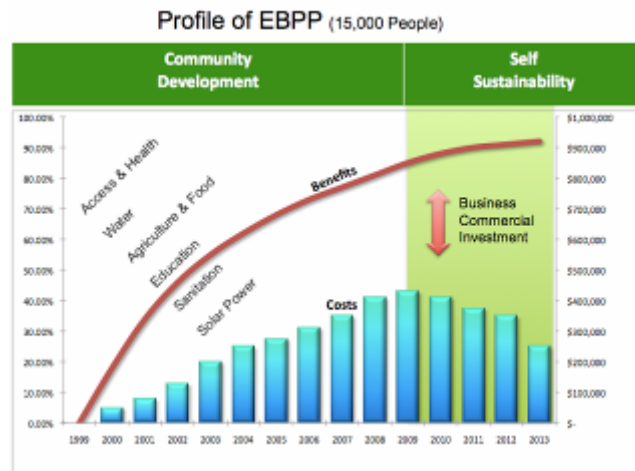 Profile of EBPP (15,000 People)
Community
Development
Self
Sustainability
100.00%
90.00%
80.00%
70.00%
60.00%
50.00%
40.00%
30.00%
20.00%
10.00%
0.00%
Access & Health
Water
Agriculture & Food
Education
Sanitation
Solar Power
Benefits
Costs
Business
Commercial
Investment
$1,000,000
$900,000
$800,000
$700,000
$600,000
$500,000
$400,000
$300,000
$200,000
$100,000
$-
1999 2000 2001 2002 2003 2004 2005 2006 2007 2008 2009 2010 2011 2012 2013